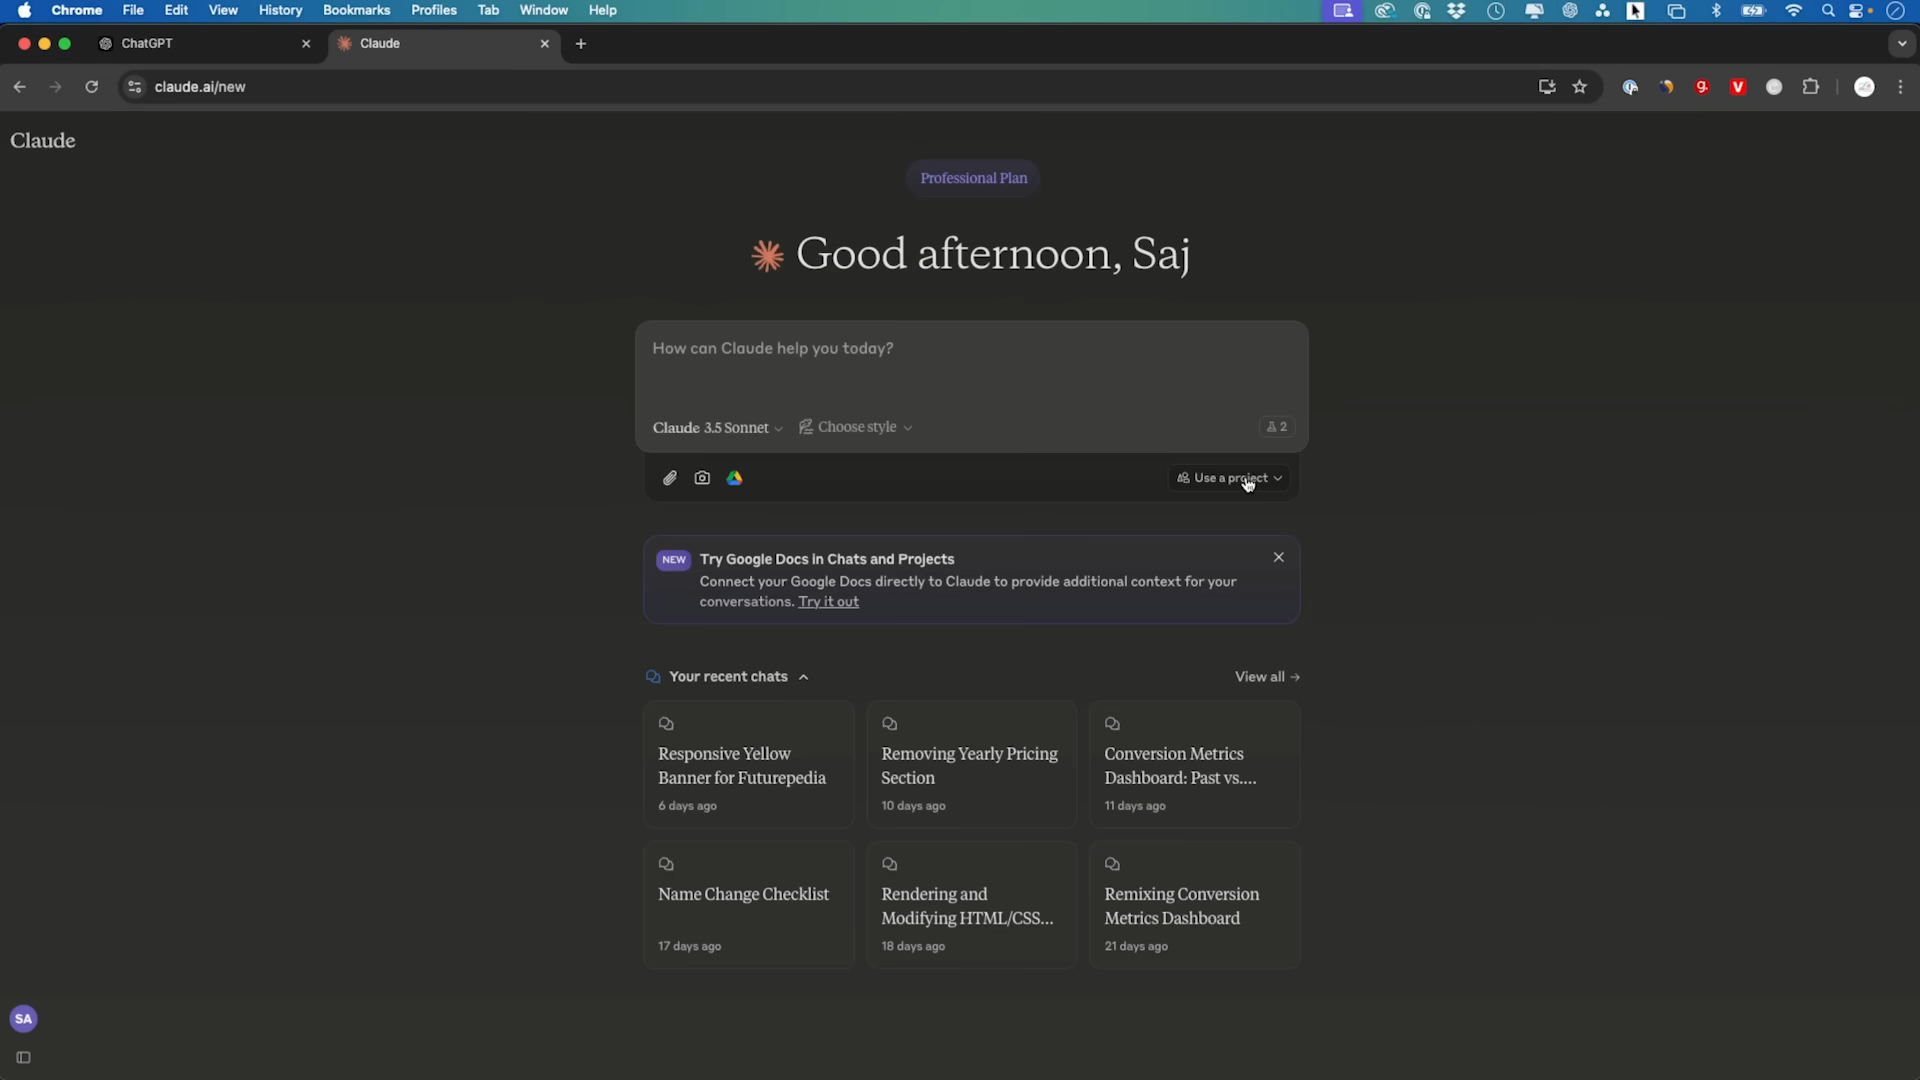 Chrome File Edit View History Bookmarks Profiles Tab Window Help
ChatGPT
Claude
claude.ai/new
Claude
Professional Plan
Good afternoon, Saj
How can Claude help you today?
Claude 3.5 Sonnet
Choose style
2
Use a project
NEW
Try Google Docs in Chats and Projects
Connect your Google Docs directly to Claude to provide additional context for your
conversations. Try it out
Your recent chats
View all →
Responsive Yellow
Banner for Futurepedia
6 days ago
Removing Yearly Pricing
Section
10 days ago
Conversion Metrics
Dashboard: Past vs....
11 days ago
Name Change Checklist
17 days ago
Rendering and
Modifying HTML/CSS...
18 days ago
Remixing Conversion
Metrics Dashboard
21 days ago
SA